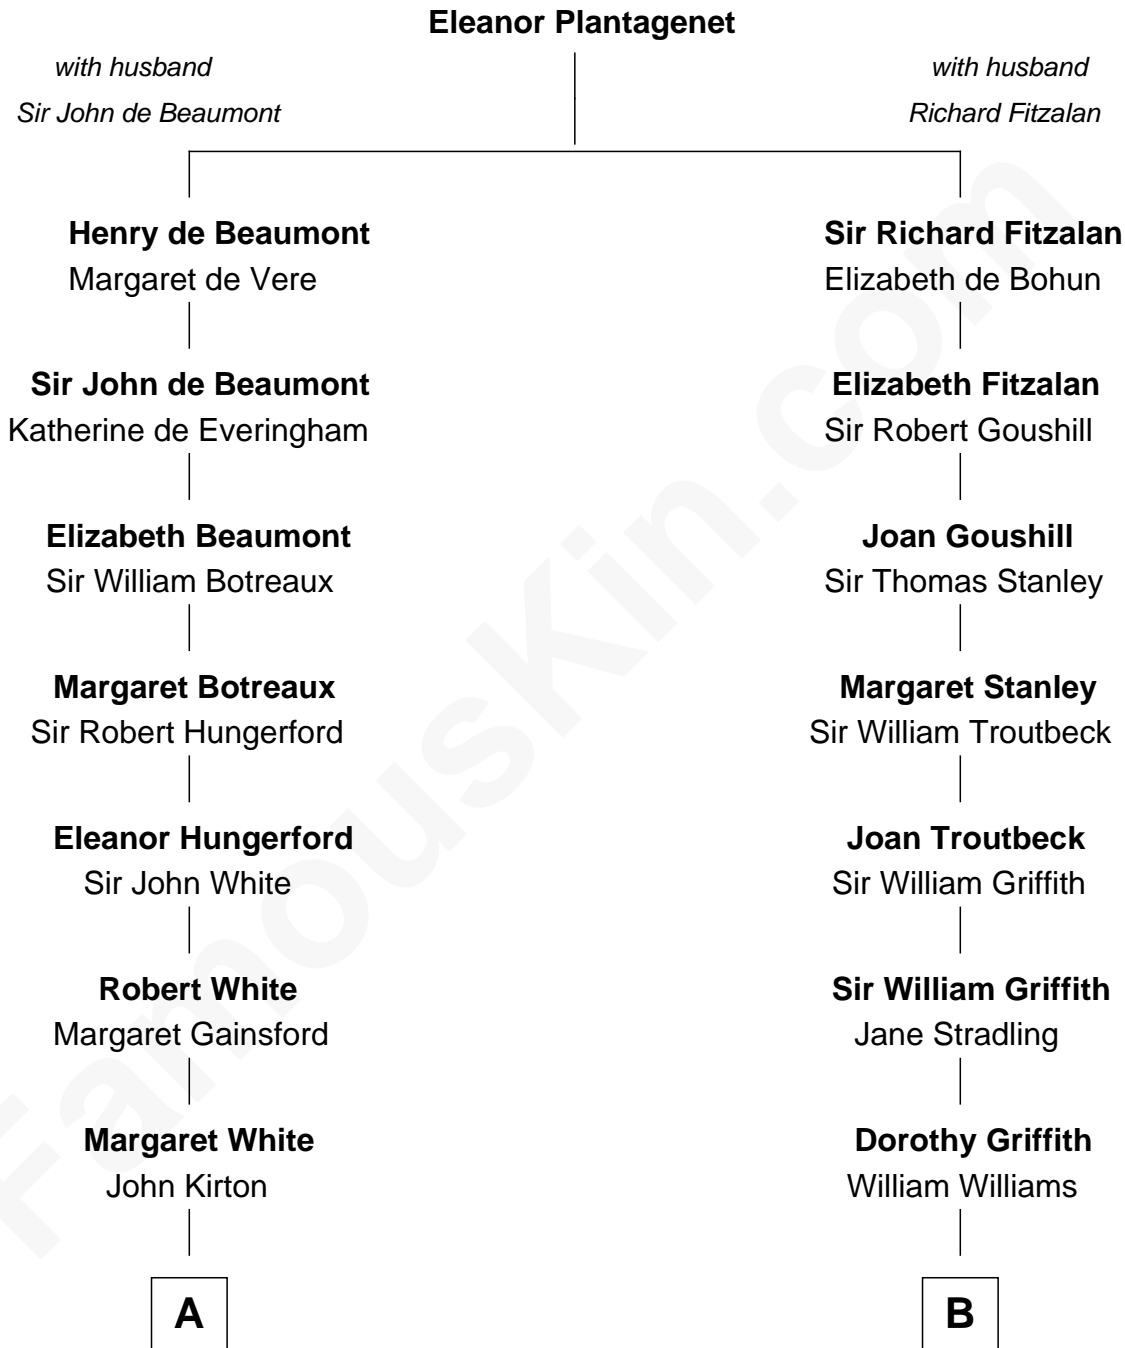 Eleanor Plantagenet
with husband
Sir John de Beaumont
with husband
Richard Fitzalan
Henry de Beaumont
Margaret de Vere
Sir Richard Fitzalan
Elizabeth de Bohun
Sir John de Beaumont
Katherine de Everingham
Elizabeth Fitzalan
Sir Robert Goushill
Elizabeth Beaumont
Sir William Botreaux
Joan Goushill
Sir Thomas Stanley
Margaret Botreaux
Sir Robert Hungerford
Margaret Stanley
Sir William Troutbeck
Eleanor Hungerford
Sir John White
Joan Troutbeck
Sir William Griffith
Robert White
Margaret Gainsford
Sir William Griffith
Jane Stradling
Margaret White
John Kirton
Dorothy Griffith
William Williams
A
B
FamousKin.com